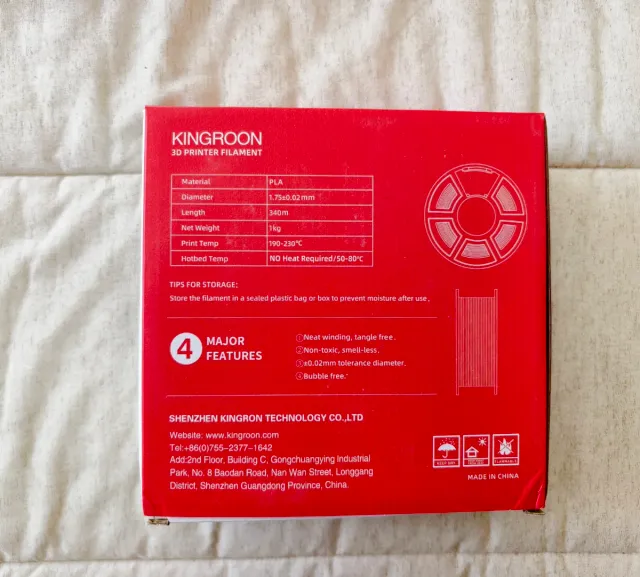 KINGROON
3D PRINTER FILAMENT
Material PLA
Diameter 1.75±0.02mm
Length 340m
Net Weight 1kg
Print Temp 190-230℃
Hotbed Temp NO Heat Required/50-80℃
TIPS FOR STORAGE:
Store the filament in a sealed plastic bag or box to prevent moisture after use.
4 MAJOR
FEATURES
①Neat winding, tangle free.
②Non-toxic, smell-less.
③±0.02mm tolerance diameter.
④Bubble free.
SHENZHEN KINGRON TECHNOLOGY CO.,LTD
Website: www.kingroon.com
Tel:+86(0)755-2377-1642
Add:2nd Floor, Building C, Gongchuangying Industrial
Park, No. 8 Baodan Road, Nan Wan Street, Longgang
District, Shenzhen Guangdong Province, China.
KEEP DRY
MADE IN CHINA